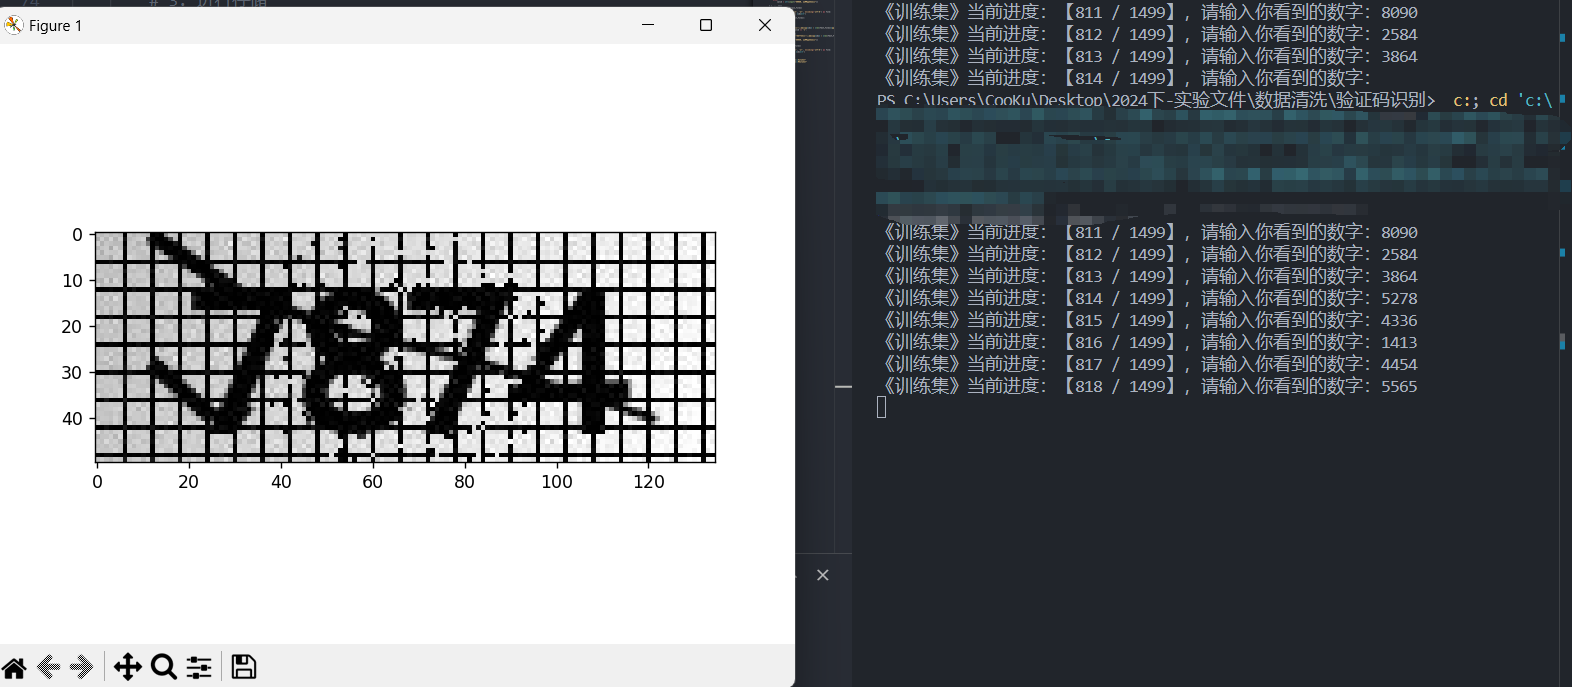 Figure 1
0
10
20
30
40
0 20 40 60 80 100 120
7874
《训练集》当前进度：【811 / 1499】，请输入你看到的数字：8090
《训练集》当前进度：【812 / 1499】，请输入你看到的数字：2584
《训练集》当前进度：【813 / 1499】，请输入你看到的数字：3864
《训练集》当前进度：【814 / 1499】，请输入你看到的数字：
PS C:\Users\CooKu\Desktop\2024下-实验文件\数据清洗\验证码识别> c:; cd 'c:\
《训练集》当前进度：【811 / 1499】，请输入你看到的数字：8090
《训练集》当前进度：【812 / 1499】，请输入你看到的数字：2584
《训练集》当前进度：【813 / 1499】，请输入你看到的数字：3864
《训练集》当前进度：【814 / 1499】，请输入你看到的数字：5278
《训练集》当前进度：【815 / 1499】，请输入你看到的数字：4336
《训练集》当前进度：【816 / 1499】，请输入你看到的数字：1413
《训练集》当前进度：【817 / 1499】，请输入你看到的数字：4454
《训练集》当前进度：【818 / 1499】，请输入你看到的数字：5565